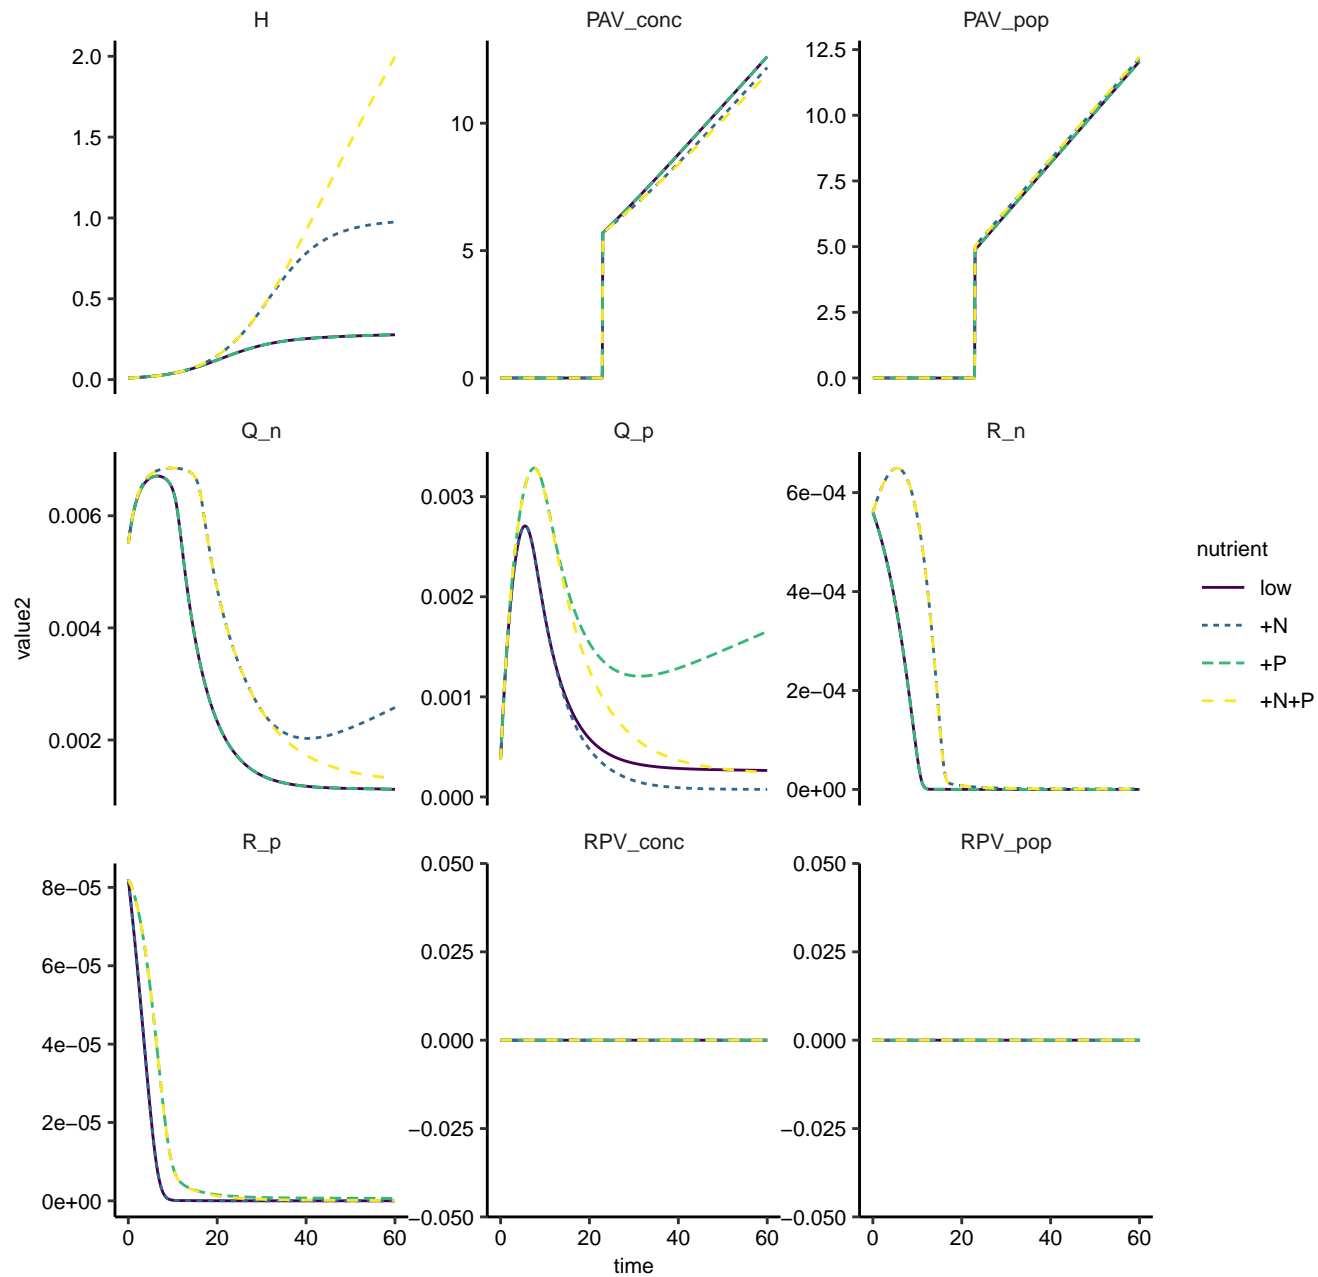 H
PAV_conc
PAV_pop
2.0
1.5
1.0
0.5
0.0
10
5
0
12.5
10.0
7.5
5.0
2.5
0.0
Q_n
Q_p
R_n
0.006
0.004
0.002
0.003
0.002
0.001
0.000
6e−04
4e−04
2e−04
0e+00
nutrient
low
+N
+P
+N+P
value2
R_p
RPV_conc
RPV_pop
8e−05
6e−05
4e−05
2e−05
0e+00
0.050
0.025
0.000
−0.025
−0.050
0.050
0.025
0.000
−0.025
−0.050
0 20 40 60
0 20 40 60
0 20 40 60
time